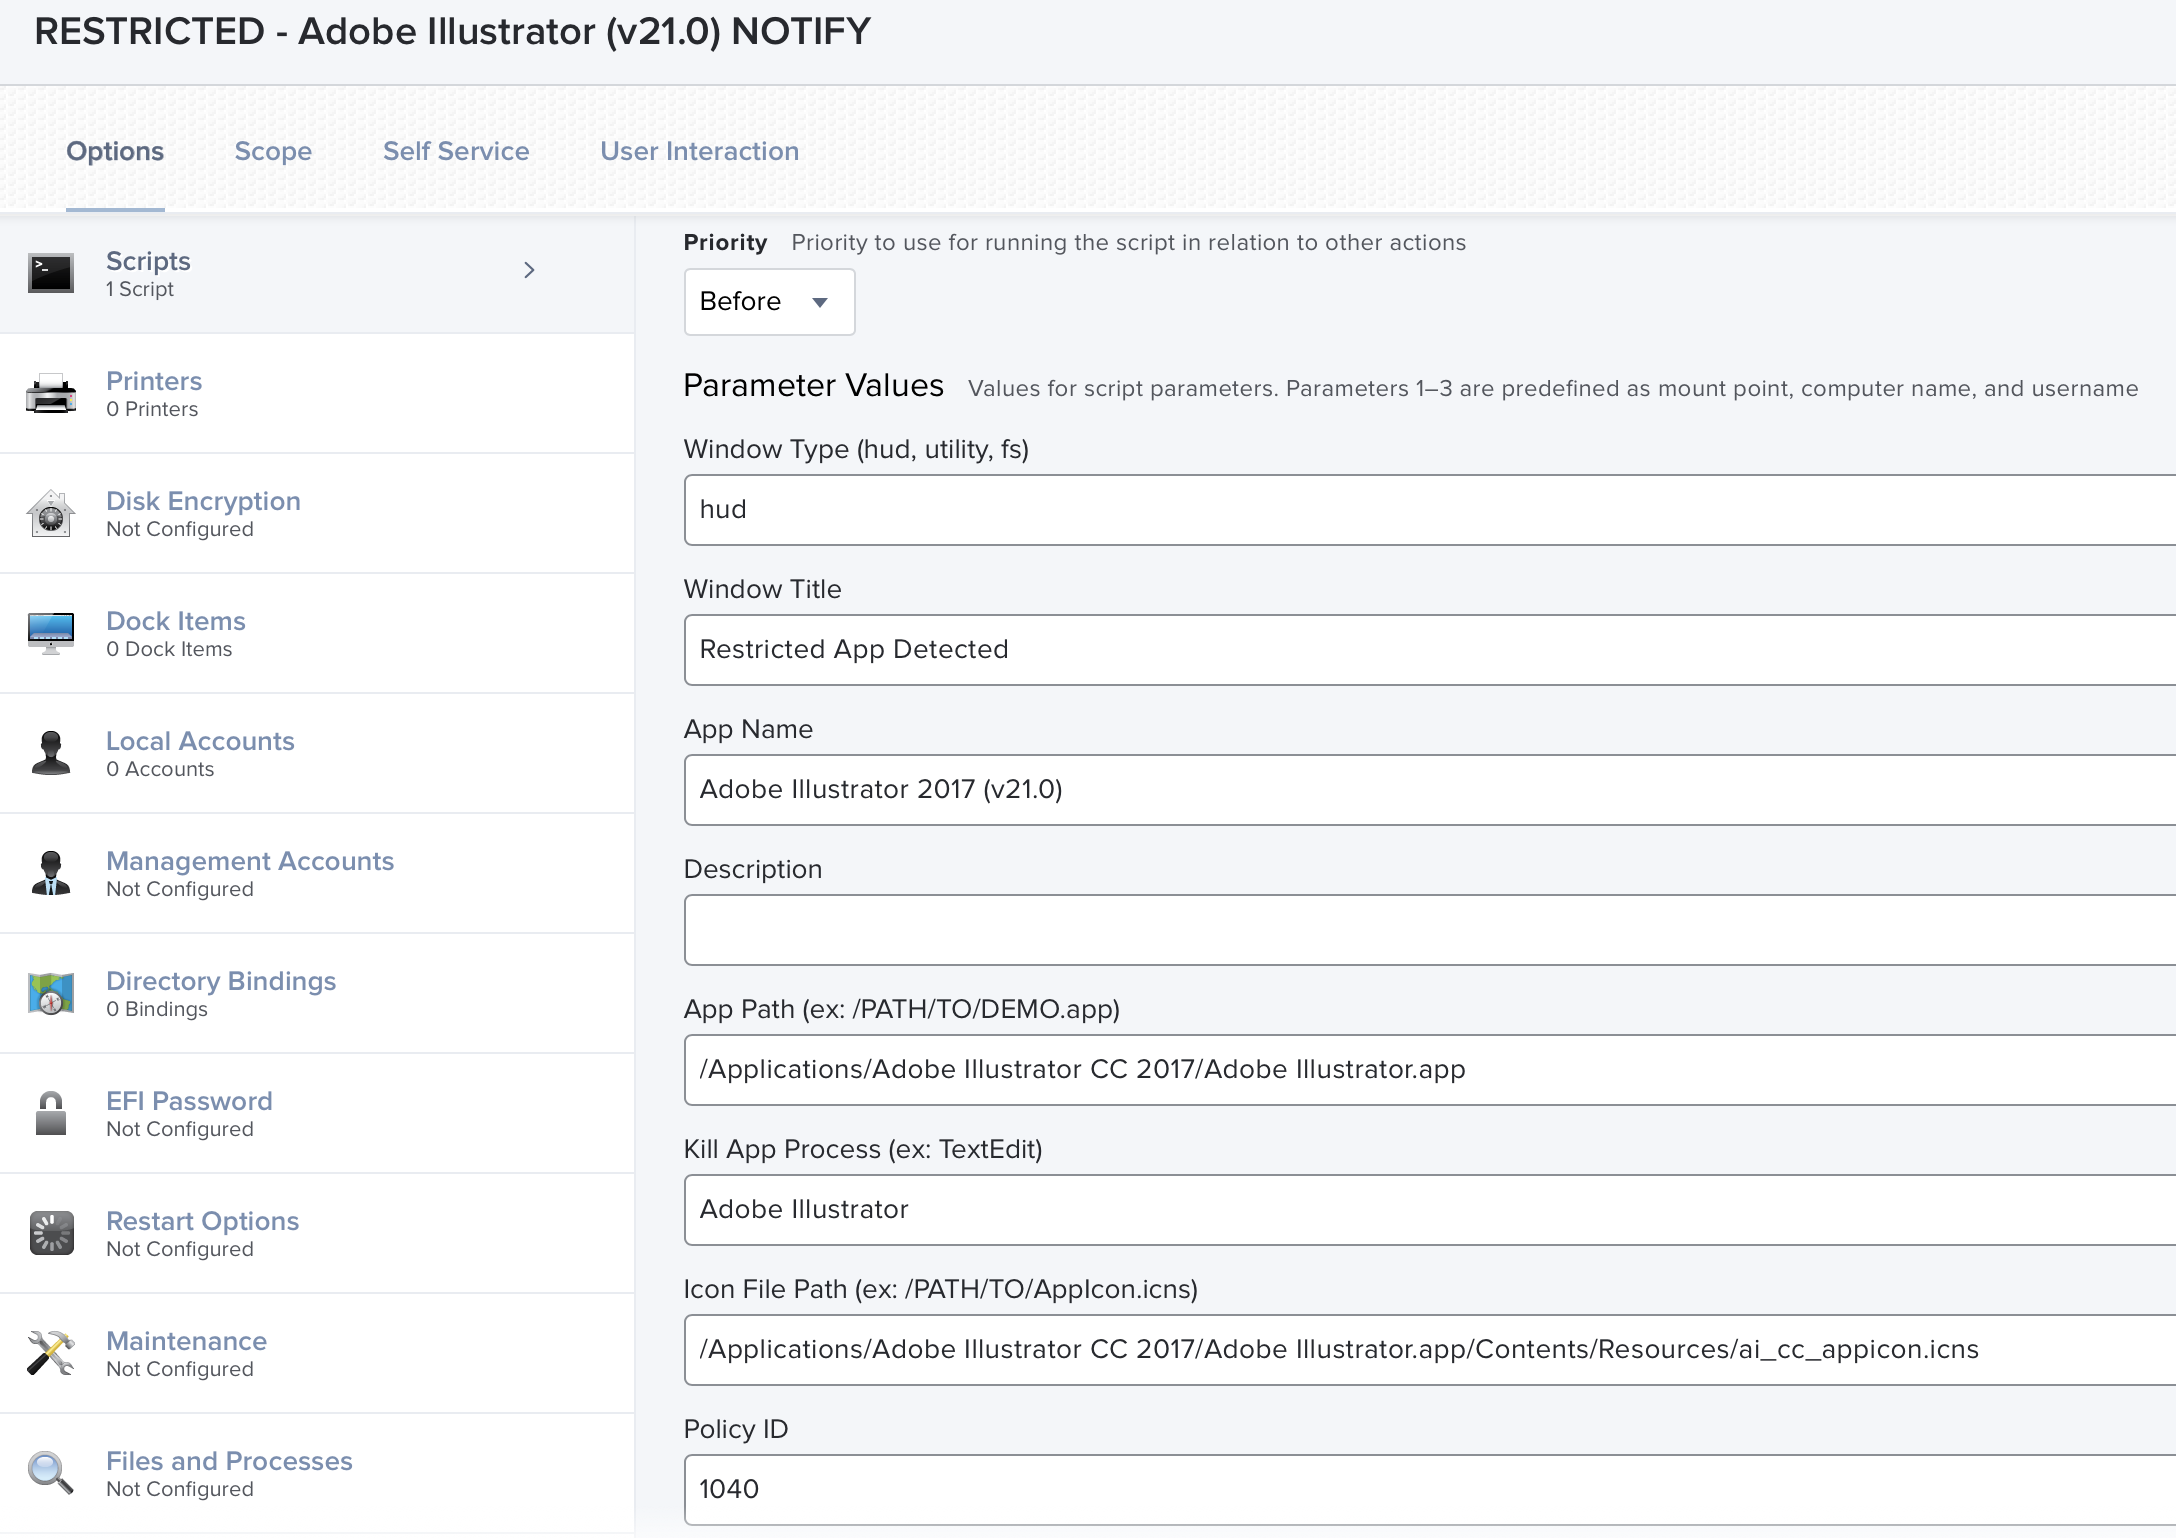 RESTRICTED - Adobe Illustrator (v21.0) NOTIFY
Options
Scope
Self Service
User Interaction
Scripts
1 Script
Printers
0 Printers
Disk Encryption
Not Configured
Dock Items
0 Dock Items
Local Accounts
0 Accounts
Management Accounts
Not Configured
Directory Bindings
0 Bindings
EFI Password
Not Configured
Restart Options
Not Configured
Maintenance
Not Configured
Files and Processes
Not Configured
Priority Priority to use for running the script in relation to other actions
Before
Parameter Values Values for script parameters. Parameters 1–3 are predefined as mount point, computer name, and username
Window Type (hud, utility, fs)
hud
Window Title
Restricted App Detected
App Name
Adobe Illustrator 2017 (v21.0)
Description
App Path (ex: /PATH/TO/DEMO.app)
/Applications/Adobe Illustrator CC 2017/Adobe Illustrator.app
Kill App Process (ex: TextEdit)
Adobe Illustrator
Icon File Path (ex: /PATH/TO/AppIcon.icns)
/Applications/Adobe Illustrator CC 2017/Adobe Illustrator.app/Contents/Resources/ai_cc_appicon.icns
Policy ID
1040